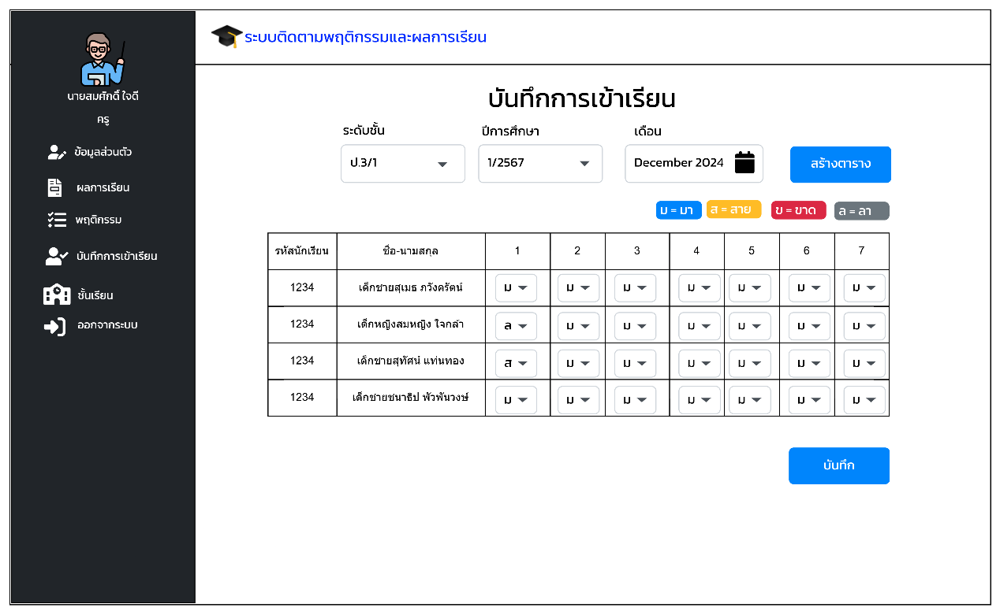 ระบบติดตามพฤติกรรมและผลการเรียน
นายสมศักดิ์ ใจดี
ครู
ข้อมูลส่วนตัว
ผลการเรียน
พฤติกรรม
บันทึกการเข้าเรียน
ชั้นเรียน
ออกจากระบบ
บันทึกการเข้าเรียน
ระดับชั้น ปีการศึกษา เดือน
ป.3/1 1/2567 December 2024 สร้างตาราง
ม = มา ส = สาย ข = ขาด ล = ลา
รหัสนักเรียน ชื่อ-นามสกุล 1 2 3 4 5 6 7
1234 เด็กชายสุเมธ ภวังครัตน์ ม ม ม ม ม ม ม
1234 เด็กหญิงสมหญิง ใจกล้า ล ม ม ม ม ม ม
1234 เด็กชายสุทัศน์ แท่นทอง ส ม ม ม ม ม ม
1234 เด็กชายชนาธิป พัวพันวงษ์ ม ม ม ม ม ม ม
บันทึก